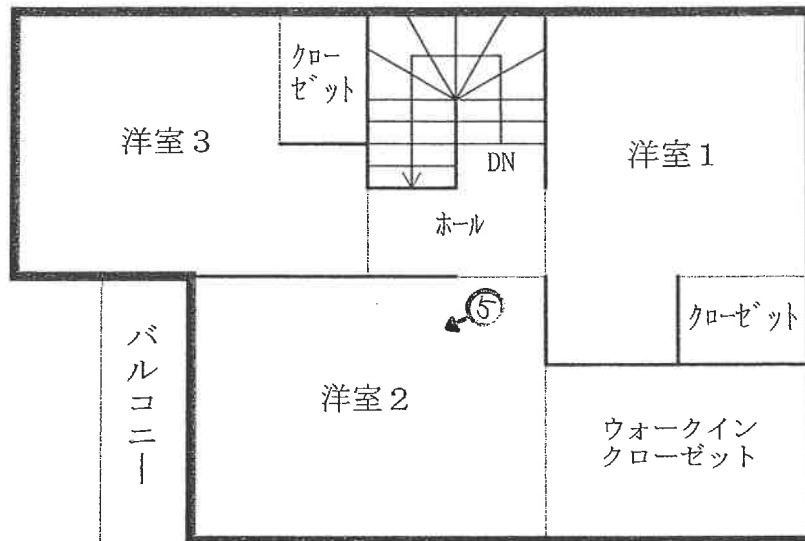 クロー
ゼット
洋室3
DN
洋室1
ホール
⑤
クローゼット
バルコニー
洋室2
ウォークイン
クローゼット